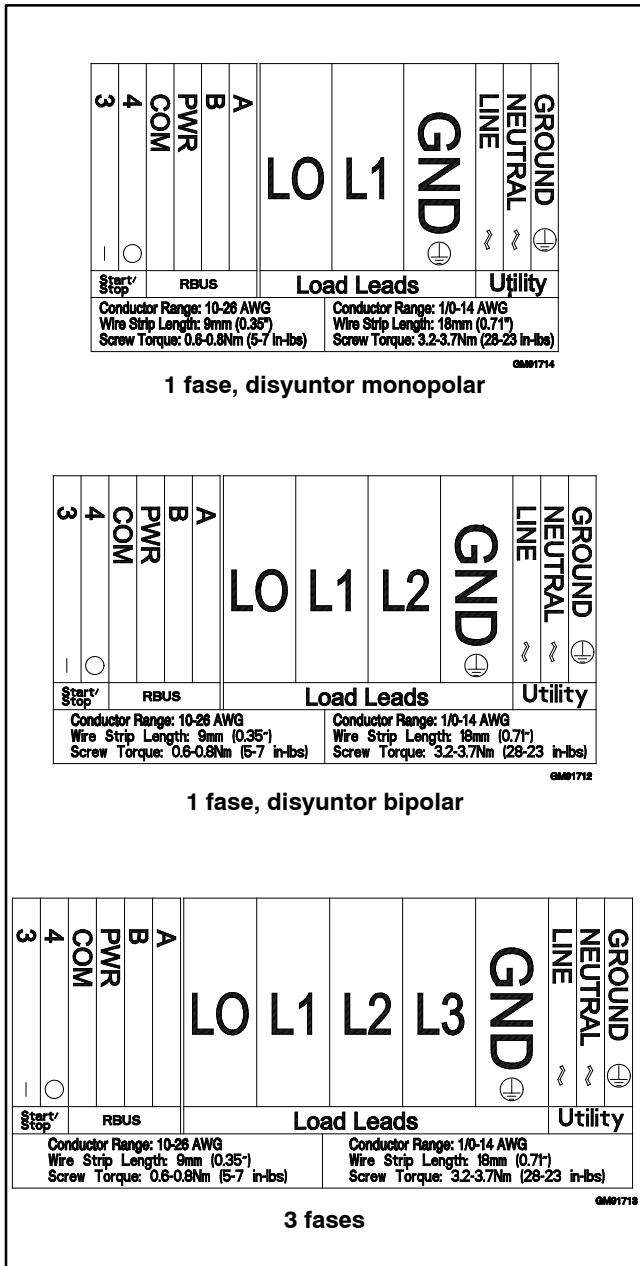 3 4 COM PWR B A LO L1 GND LINE NEUTRAL GROUND
Start/ Stop RBUS Load Leads Utility
Conductor Range: 10-26 AWG
Wire Strip Length: 9mm (0.35")
Screw Torque: 0.6-0.8Nm (5-7 in-lbs)
Conductor Range: 1/0-14 AWG
Wire Strip Length: 18mm (0.71")
Screw Torque: 3.2-3.7Nm (28-23 in-lbs)
GM91714
1 fase, disyuntor monopolar
3 4 COM PWR B A LO L1 L2 GND LINE NEUTRAL GROUND
Start/ Stop RBUS Load Leads Utility
Conductor Range: 10-26 AWG
Wire Strip Length: 9mm (0.35")
Screw Torque: 0.6-0.8Nm (5-7 in-lbs)
Conductor Range: 1/0-14 AWG
Wire Strip Length: 18mm (0.71")
Screw Torque: 3.2-3.7Nm (28-23 in-lbs)
GM91712
1 fase, disyuntor bipolar
3 4 COM PWR B A LO L1 L2 L3 GND LINE NEUTRAL GROUND
Start/ Stop RBUS Load Leads Utility
Conductor Range: 10-26 AWG
Wire Strip Length: 9mm (0.35")
Screw Torque: 0.6-0.8Nm (5-7 in-lbs)
Conductor Range: 1/0-14 AWG
Wire Strip Length: 18mm (0.71")
Screw Torque: 3.2-3.7Nm (28-23 in-lbs)
GM91713
3 fases